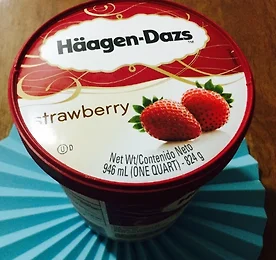 Häagen-Dazs
strawberry
U D
Net Wt/Contenido Neto
946 mL (ONE QUART) - 824 g